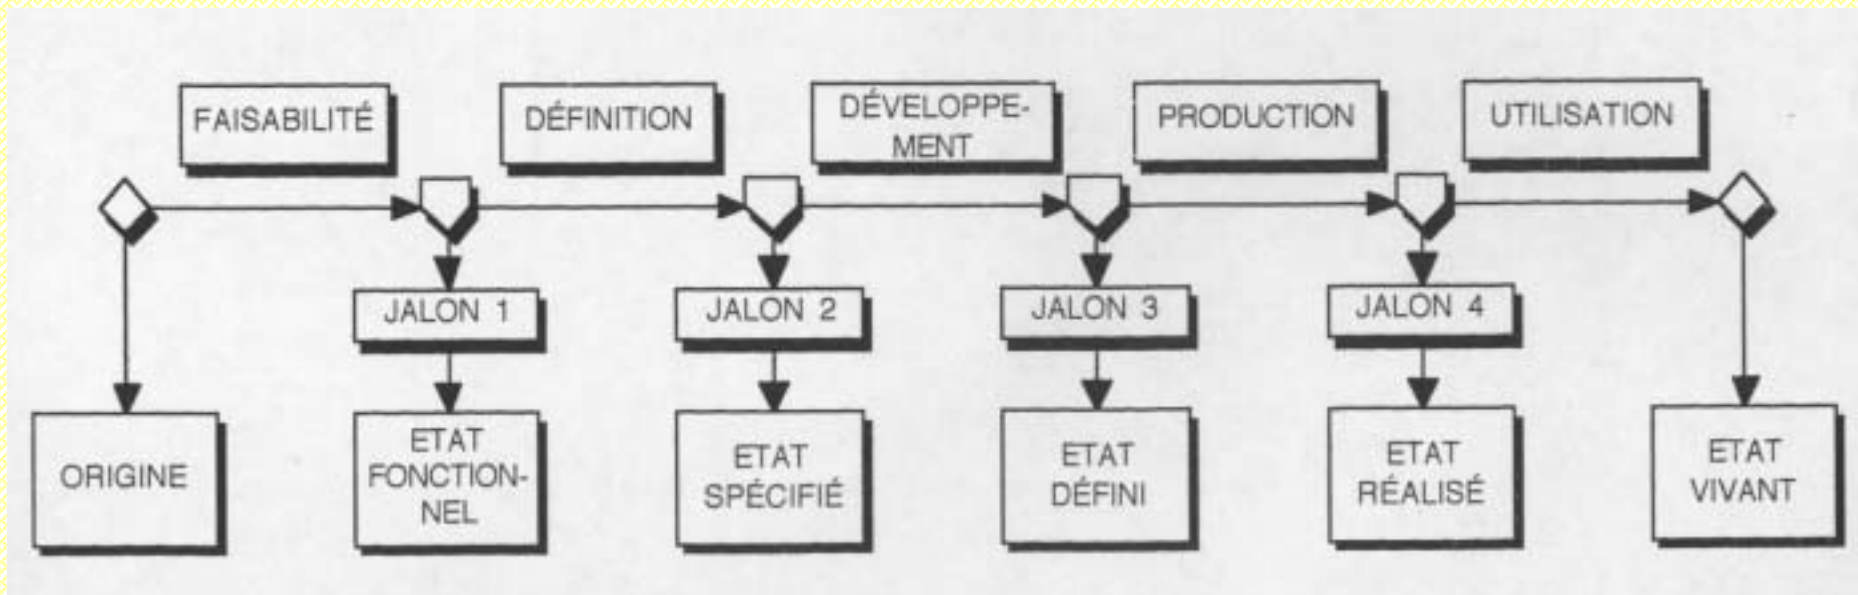 FAISABILITÉ
DÉFINITION
DÉVELOPPE-
MENT
PRODUCTION
UTILISATION
JALON 1
JALON 2
JALON 3
JALON 4
ORIGINE
ETAT
FONCTION-
NEL
ETAT
SPÉCIFIÉ
ETAT
DÉFINI
ETAT
RÉALISÉ
ETAT
VIVANT